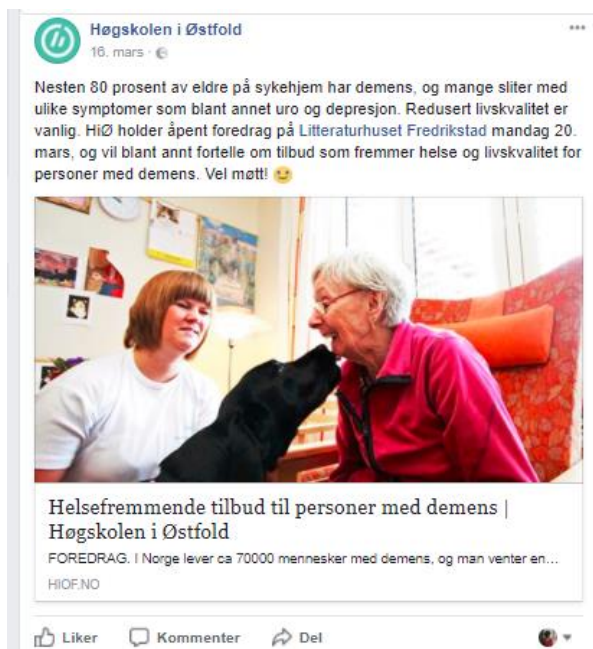 Høgskolen i Østfold
16. mars ·
Nesten 80 prosent av eldre på sykehjem har demens, og mange sliter med
ulike symptomer som blant annet uro og depresjon. Redusert livskvalitet er
vanlig. HiØ holder åpent foredrag på Litteraturhuset Fredrikstad mandag 20.
mars, og vil blant annt fortelle om tilbud som fremmer helse og livskvalitet for
personer med demens. Vel møtt!
Helsefremmende tilbud til personer med demens |
Høgskolen i Østfold
FOREDRAG. I Norge lever ca 70000 mennesker med demens, og man venter en...
HIOF.NO
Liker Kommenter Del